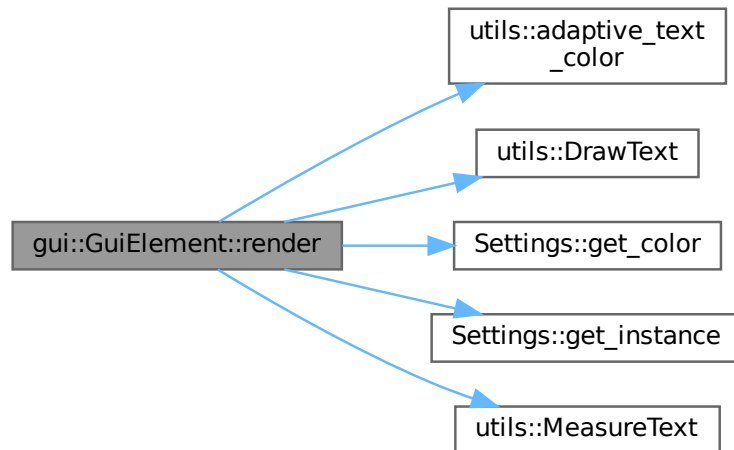 utils::adaptive_text
_color
utils::DrawText
gui::GuiElement::render
Settings::get_color
Settings::get_instance
utils::MeasureText